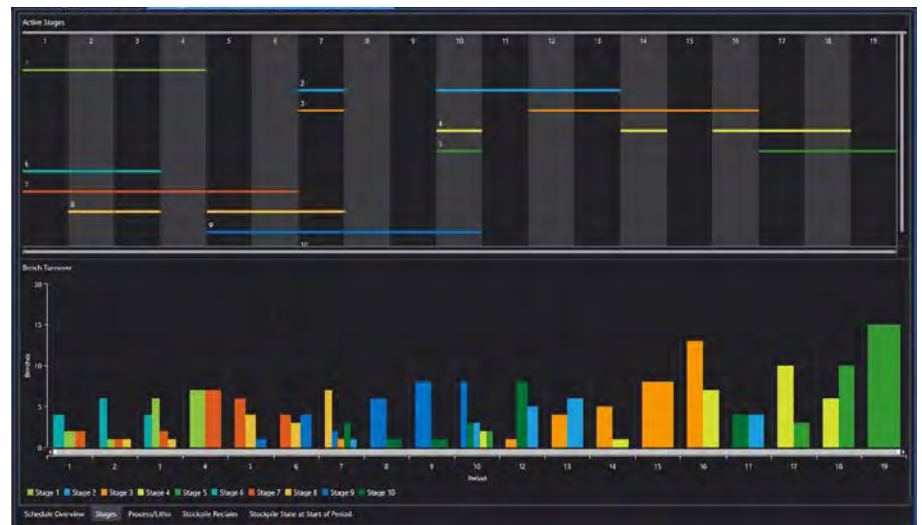 Active Stages
1 2 3 4 5 6 7 8 9 10 11 12 13 14 15 16 17 18 19
1
2
3
4
5
6
7
8
9
10
Bench Turnover
20
15
10
5
0
Benches
1 2 3 4 5 6 7 8 9 10 12 13 14 15 16 11 17 18 19
Period
Stage 1 Stage 2 Stage 3 Stage 4 Stage 5 Stage 6 Stage 7 Stage 8 Stage 9 Stage 10
Schedule Overview Stages Process/Litho Stockpile Reclaim Stockpile State at Start of Period